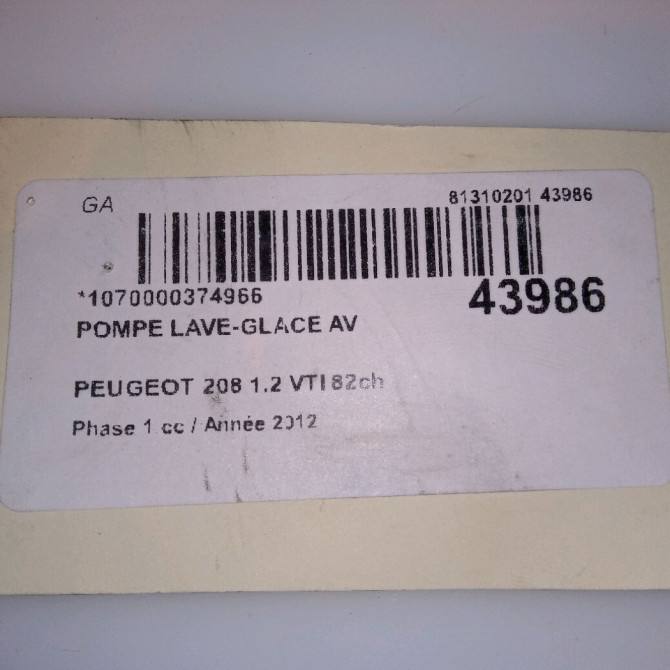 GA
81310201 43986
*1070000374966
43986
POMPE LAVE-GLACE AV
PEUGEOT 208 1.2 VTI 82ch
Phase 1 cc / Année 2012